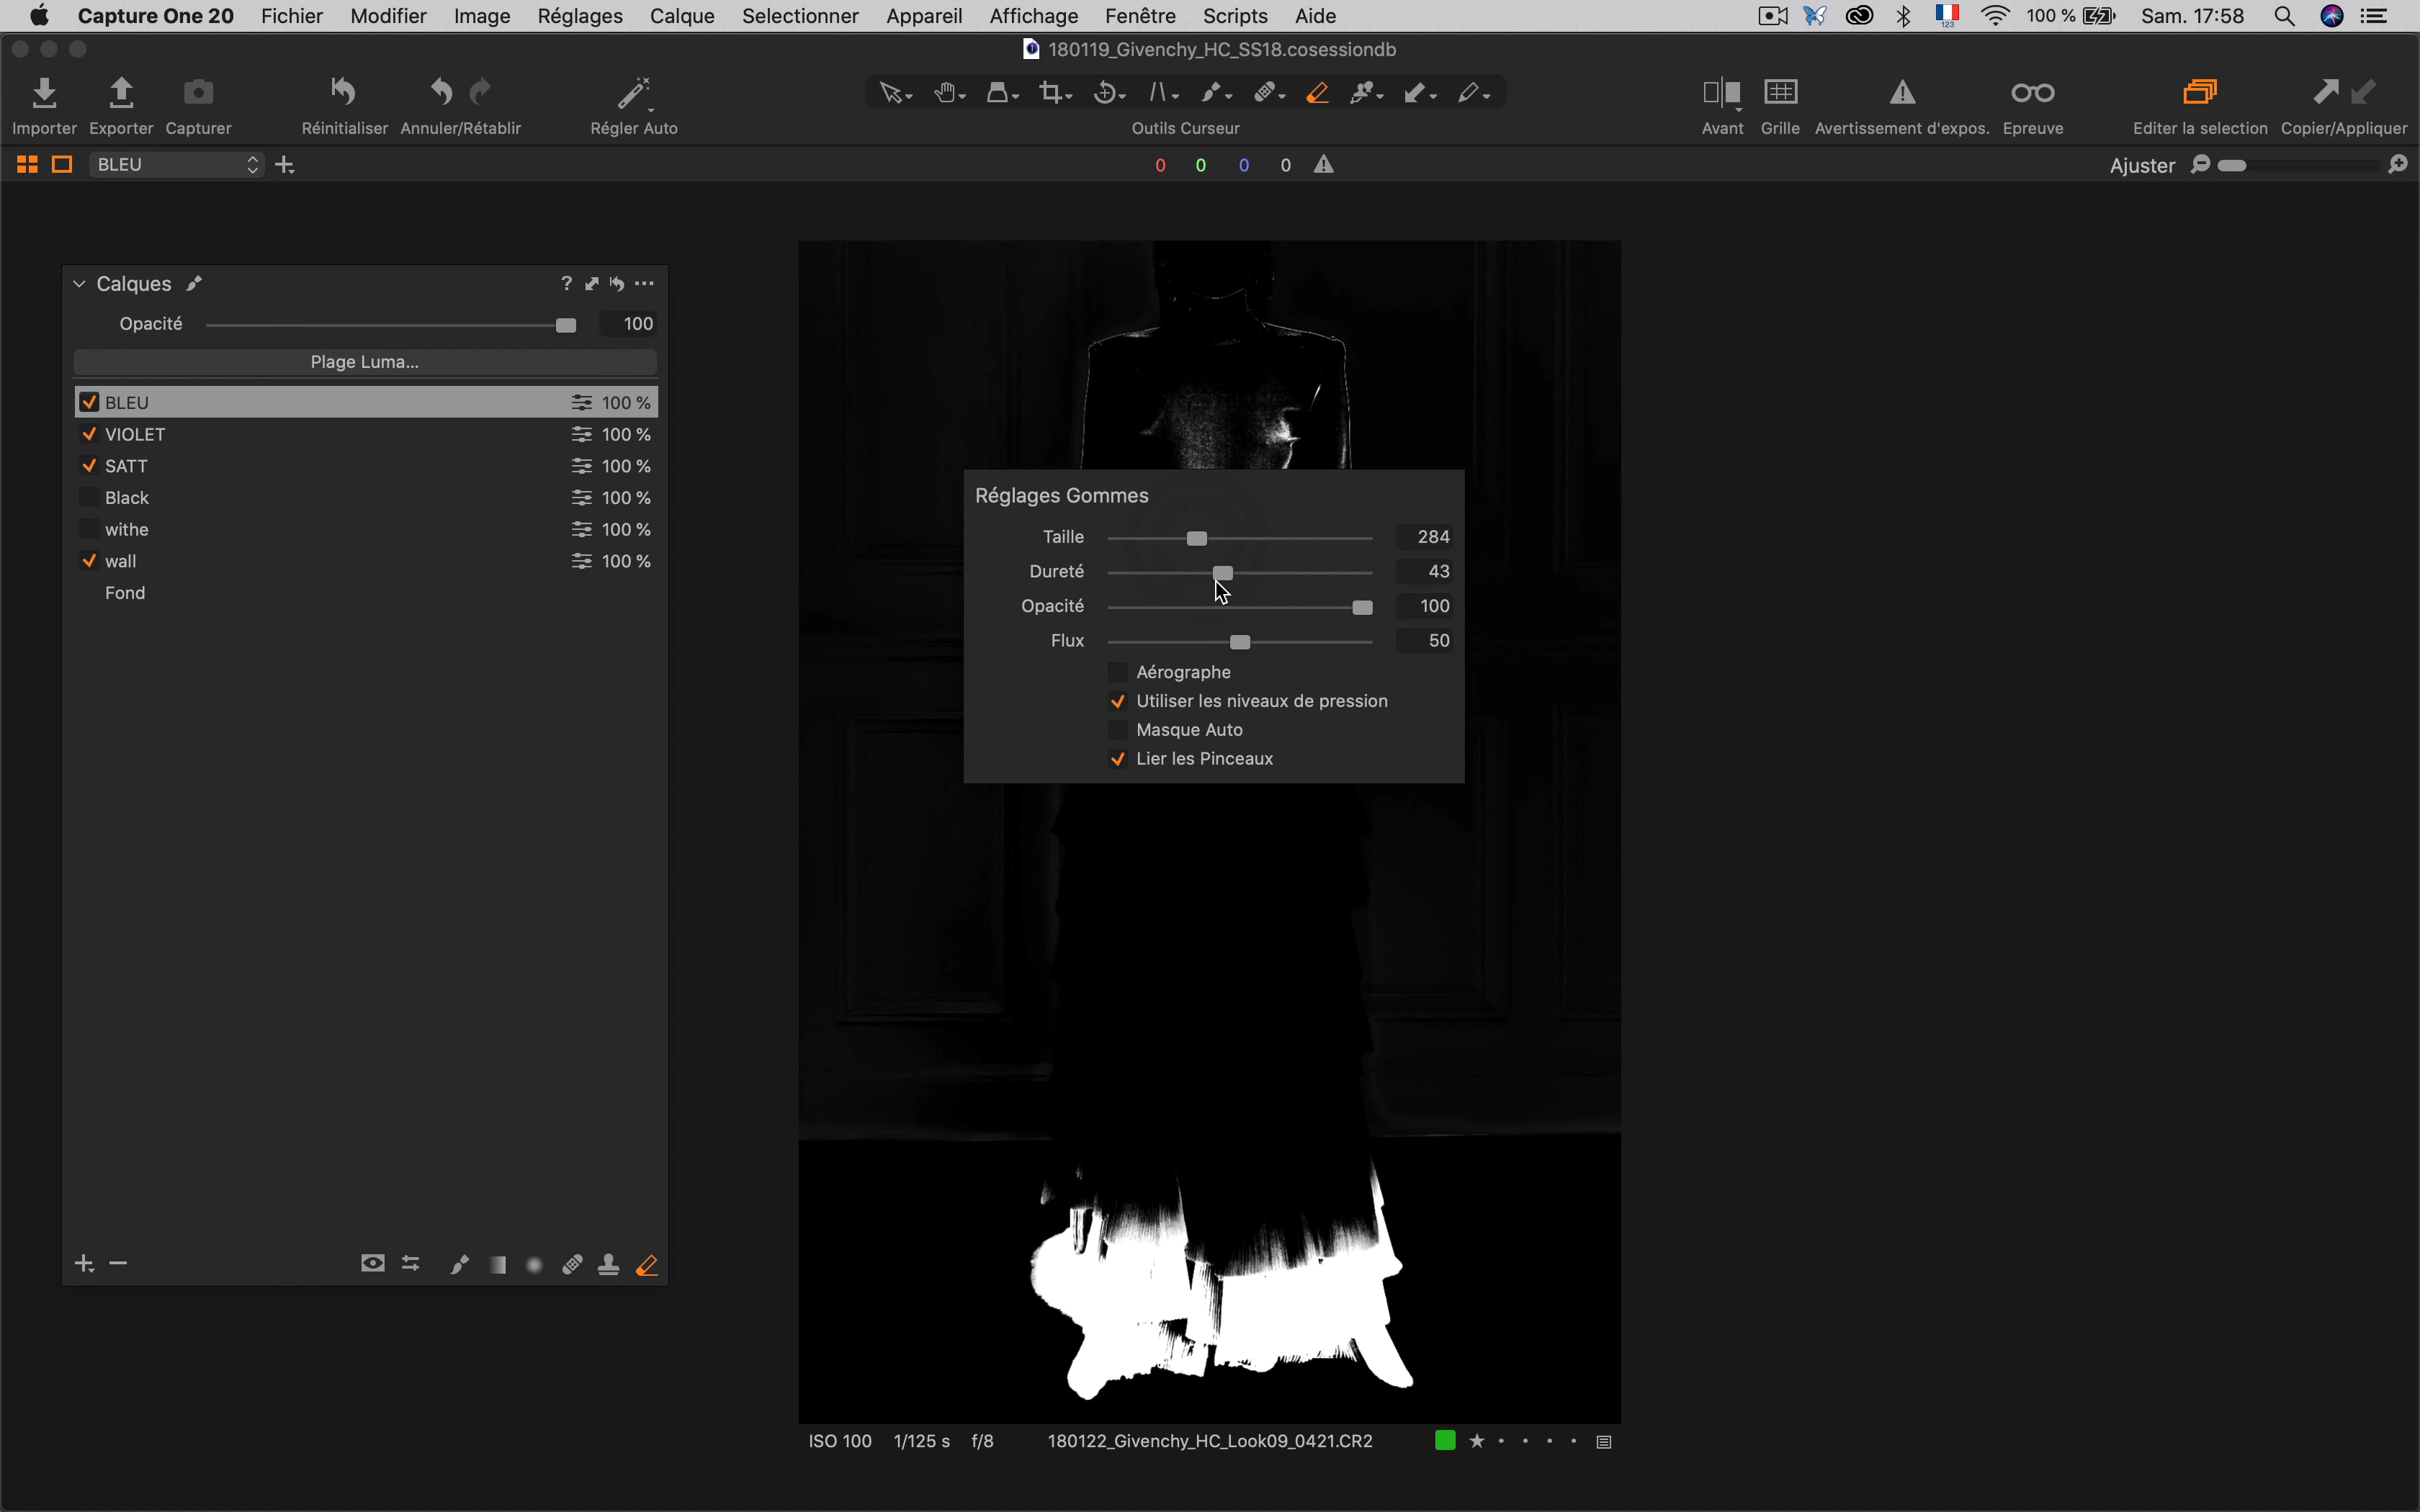 Capture One 20 Fichier Modifier Image Réglages Calque Selectionner Appareil Affichage Fenêtre Scripts Aide 123 100 % Sam. 17:58
180119_Givenchy_HC_SS18.cosessiondb
Importer Exporter Capturer Réinitialiser Annuler/Rétablir Régler Auto Outils Curseur Avant Grille Avertissement d'expos. Epreuve Editer la selection Copier/Appliquer
BLEU 0 0 0 0 Ajuster
Calques ?
Opacité 100
Plage Luma...
BLEU 100 %
VIOLET 100 %
SATT 100 %
Black 100 %
withe 100 %
wall 100 %
Fond
Réglages Gommes
Taille 284
Dureté 43
Opacité 100
Flux 50
Aérographe
Utiliser les niveaux de pression
Masque Auto
Lier les Pinceaux
ISO 100 1/125 s f/8 180122_Givenchy_HC_Look09_0421.CR2